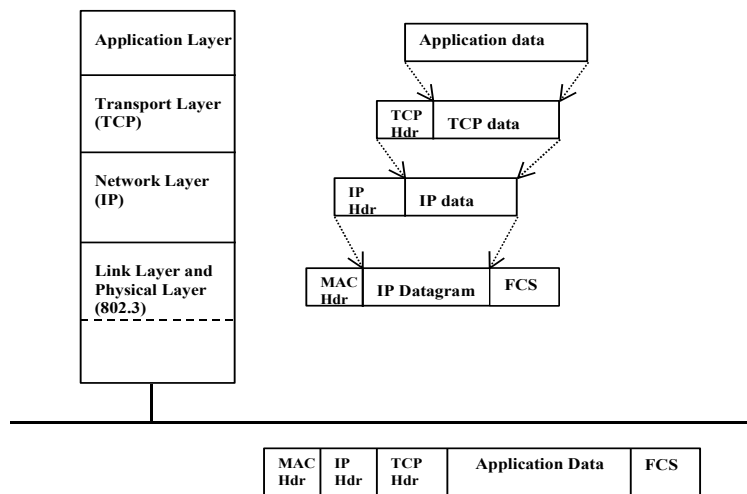 Application Layer
Application data
Transport Layer
(TCP)
TCP
Hdr
TCP data
Network Layer
(IP)
IP
Hdr
IP data
Link Layer and
Physical Layer
(802.3)
MAC
Hdr
IP Datagram
FCS
MAC
Hdr
IP
Hdr
TCP
Hdr
Application Data
FCS